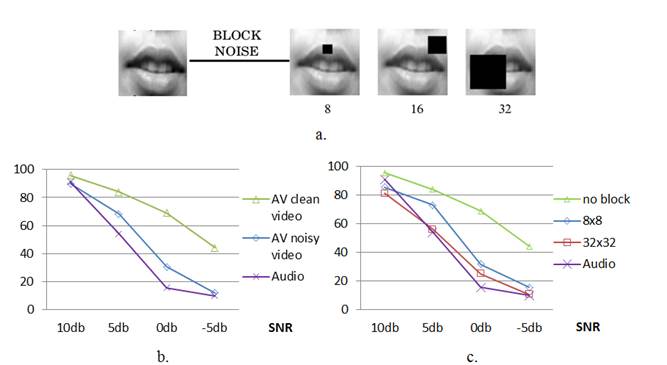 BLOCK
NOISE
8
16
32
a.
100
80
60
40
20
0
10db
5db
0db
-5db
SNR
AV clean
video
AV noisy
video
Audio
b.
100
80
60
40
20
0
10db
5db
0db
-5db
SNR
no block
8x8
32x32
Audio
c.